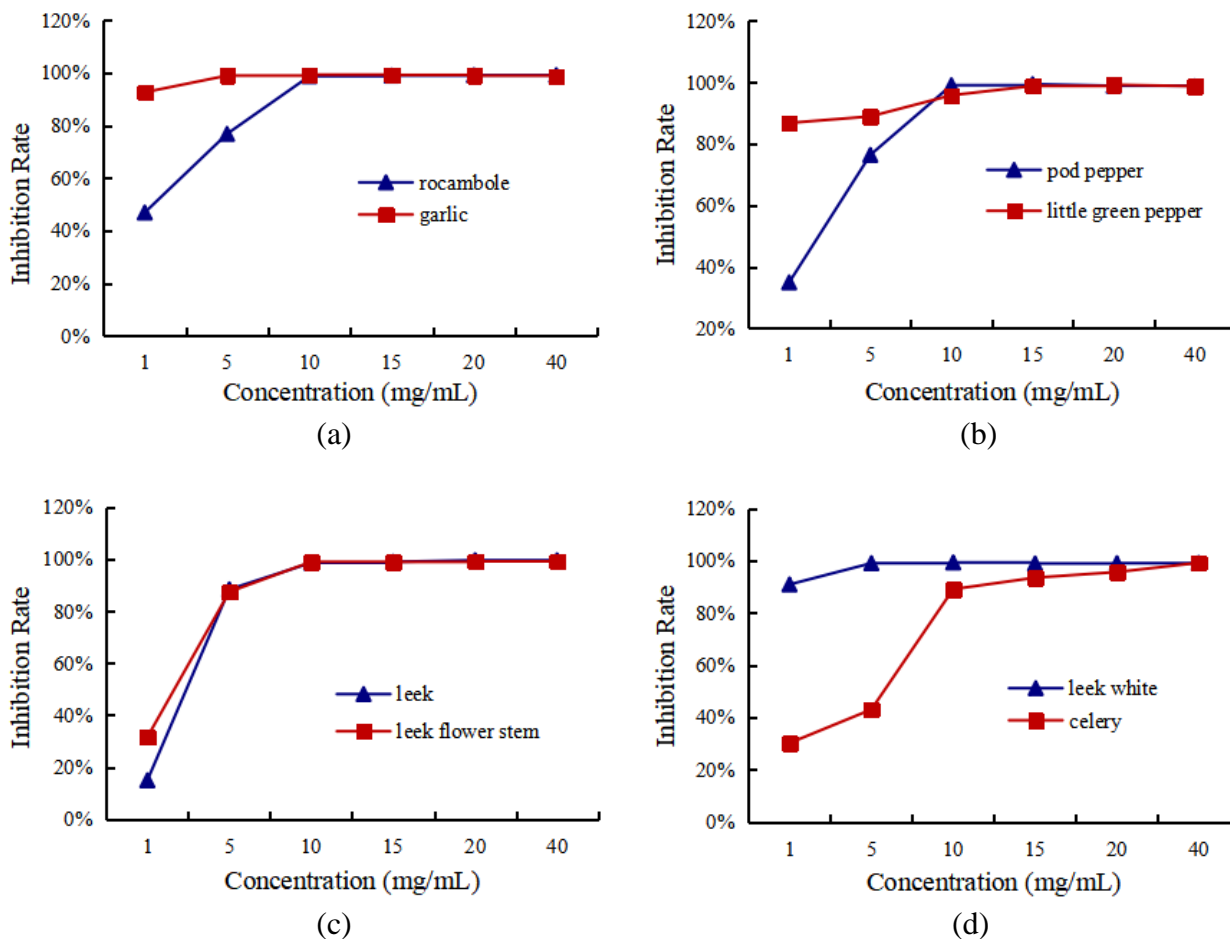 120%
100%
80%
60%
40%
20%
0%
Inhibition Rate
rocambole
garlic
1 5 10 15 20 40
Concentration (mg/mL)
(a)
120%
100%
80%
60%
40%
20%
Inhibition Rate
pod pepper
little green pepper
1 5 10 15 20 40
Concentration (mg/mL)
(b)
120%
100%
80%
60%
40%
20%
0%
Inhibition Rate
leek
leek flower stem
1 5 10 15 20 40
Concentration (mg/mL)
(c)
120%
100%
80%
60%
40%
20%
0%
Inhibition Rate
leek white
celery
1 5 10 15 20 40
Concentration (mg/mL)
(d)